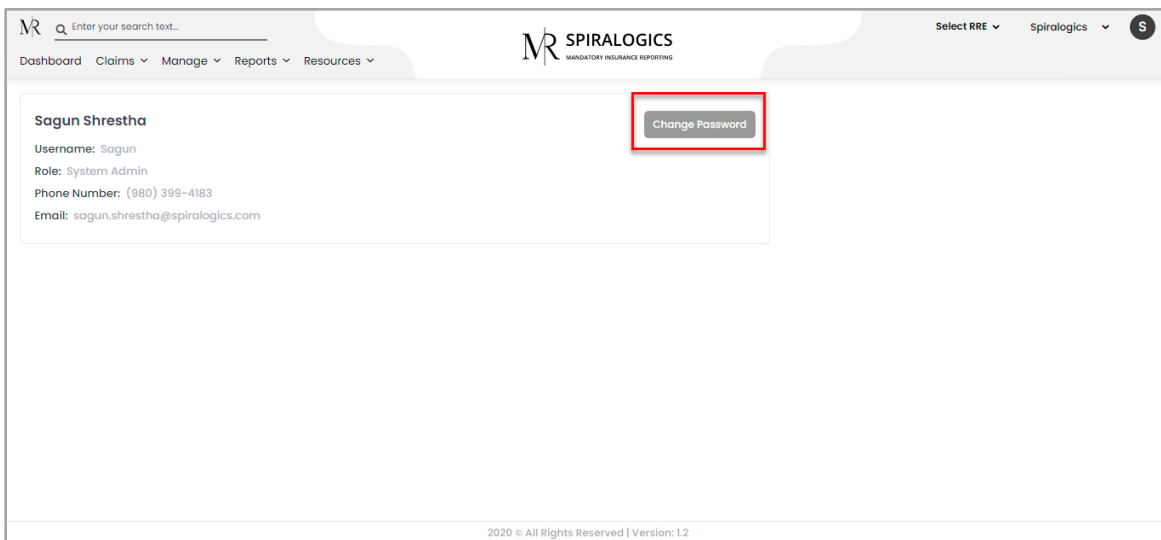 MR Enter your search text...
SPIRALOGICS
MANDATORY INSURANCE REPORTING
Select RRE Spiralogics S
Dashboard Claims Manage Reports Resources
Sagun Shrestha
Change Password
Username: Sagun
Role: System Admin
Phone Number: (980) 399-4183
Email: sagun.shrestha@spiralogics.com
2020 © All Rights Reserved | Version: 1.2